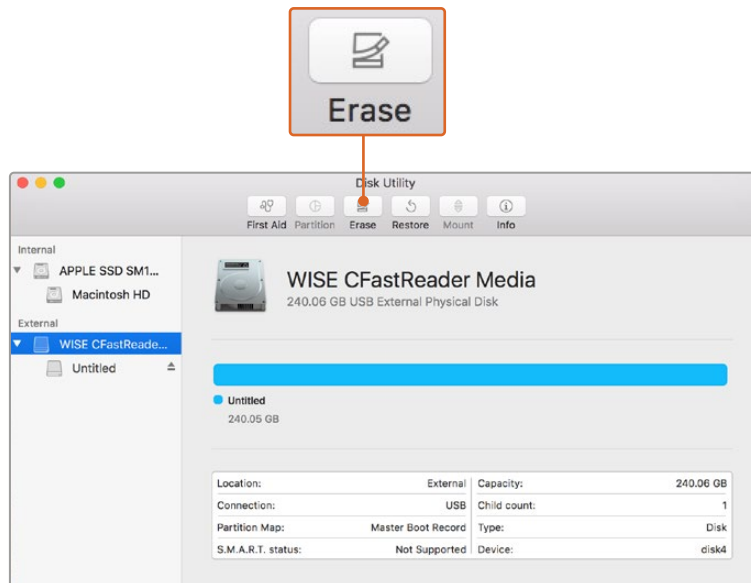 Erase
Disk Utility
First Aid Partition Erase Restore Mount Info
Internal
APPLE SSD SM1...
Macintosh HD
External
WISE CFastReade...
Untitled
WISE CFastReader Media
240.06 GB USB External Physical Disk
Untitled
240.05 GB
Location: External Capacity: 240.06 GB
Connection: USB Child count: 1
Partition Map: Master Boot Record Type: Disk
S.M.A.R.T. status: Not Supported Device: disk4